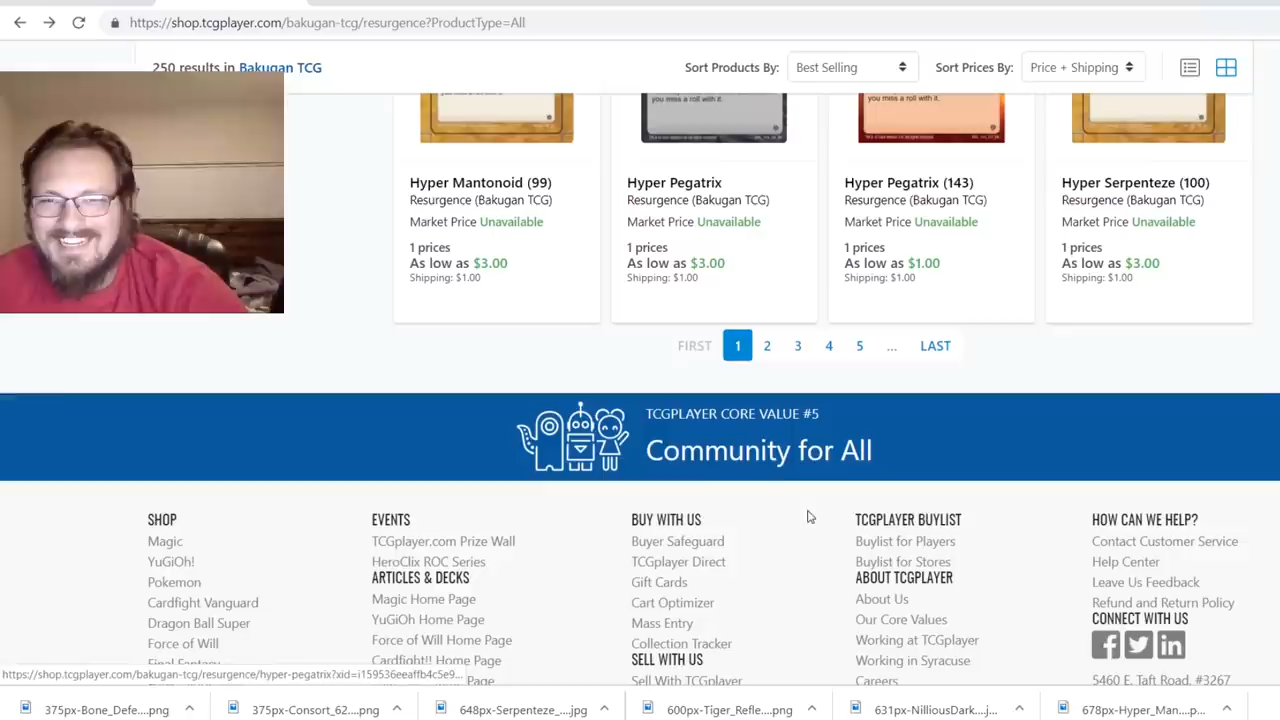 https://shop.tcgplayer.com/bakugan-tcg/resurgence?ProductType=All
250 results in Bakugan TCG
Sort Products By: Best Selling
Sort Prices By: Price + Shipping
you miss a roll with it.
you miss a roll with it.
Hyper Mantonoid (99)
Resurgence (Bakugan TCG)
Market Price Unavailable
1 prices
As low as $3.00
Shipping: $1.00
Hyper Pegatrix
Resurgence (Bakugan TCG)
Market Price Unavailable
1 prices
As low as $3.00
Shipping: $1.00
Hyper Pegatrix (143)
Resurgence (Bakugan TCG)
Market Price Unavailable
1 prices
As low as $1.00
Shipping: $1.00
Hyper Serpenteze (100)
Resurgence (Bakugan TCG)
Market Price Unavailable
1 prices
As low as $3.00
Shipping: $1.00
FIRST 1 2 3 4 5 ... LAST
TCGPLAYER CORE VALUE #5
Community for All
SHOP
Magic
YuGiOh!
Pokemon
Cardfight Vanguard
Dragon Ball Super
Force of Will
Final Fantasy
EVENTS
TCGplayer.com Prize Wall
HeroClix ROC Series
ARTICLES & DECKS
Magic Home Page
YuGiOh Home Page
Force of Will Home Page
Cardfight!! Home Page
Page
BUY WITH US
Buyer Safeguard
TCGplayer Direct
Gift Cards
Cart Optimizer
Mass Entry
Collection Tracker
SELL WITH US
Sell With TCGplayer
TCGPLAYER BUYLIST
Buylist for Players
Buylist for Stores
ABOUT TCGPLAYER
About Us
Our Core Values
Working at TCGplayer
Working in Syracuse
Careers
HOW CAN WE HELP?
Contact Customer Service
Help Center
Leave Us Feedback
Refund and Return Policy
CONNECT WITH US
5460 E. Taft Road, #3267
https://shop.tcgplayer.com/bakugan-tcg/resurgence/hyper-pegatrix?xid=i159536eeaffb4c5e9...
375px-Bone_Defe....png
375px-Consort_62....png
648px-Serpenteze_....jpg
600px-Tiger_Refle....png
631px-NilliousDark....j...
678px-Hyper_Man....p...